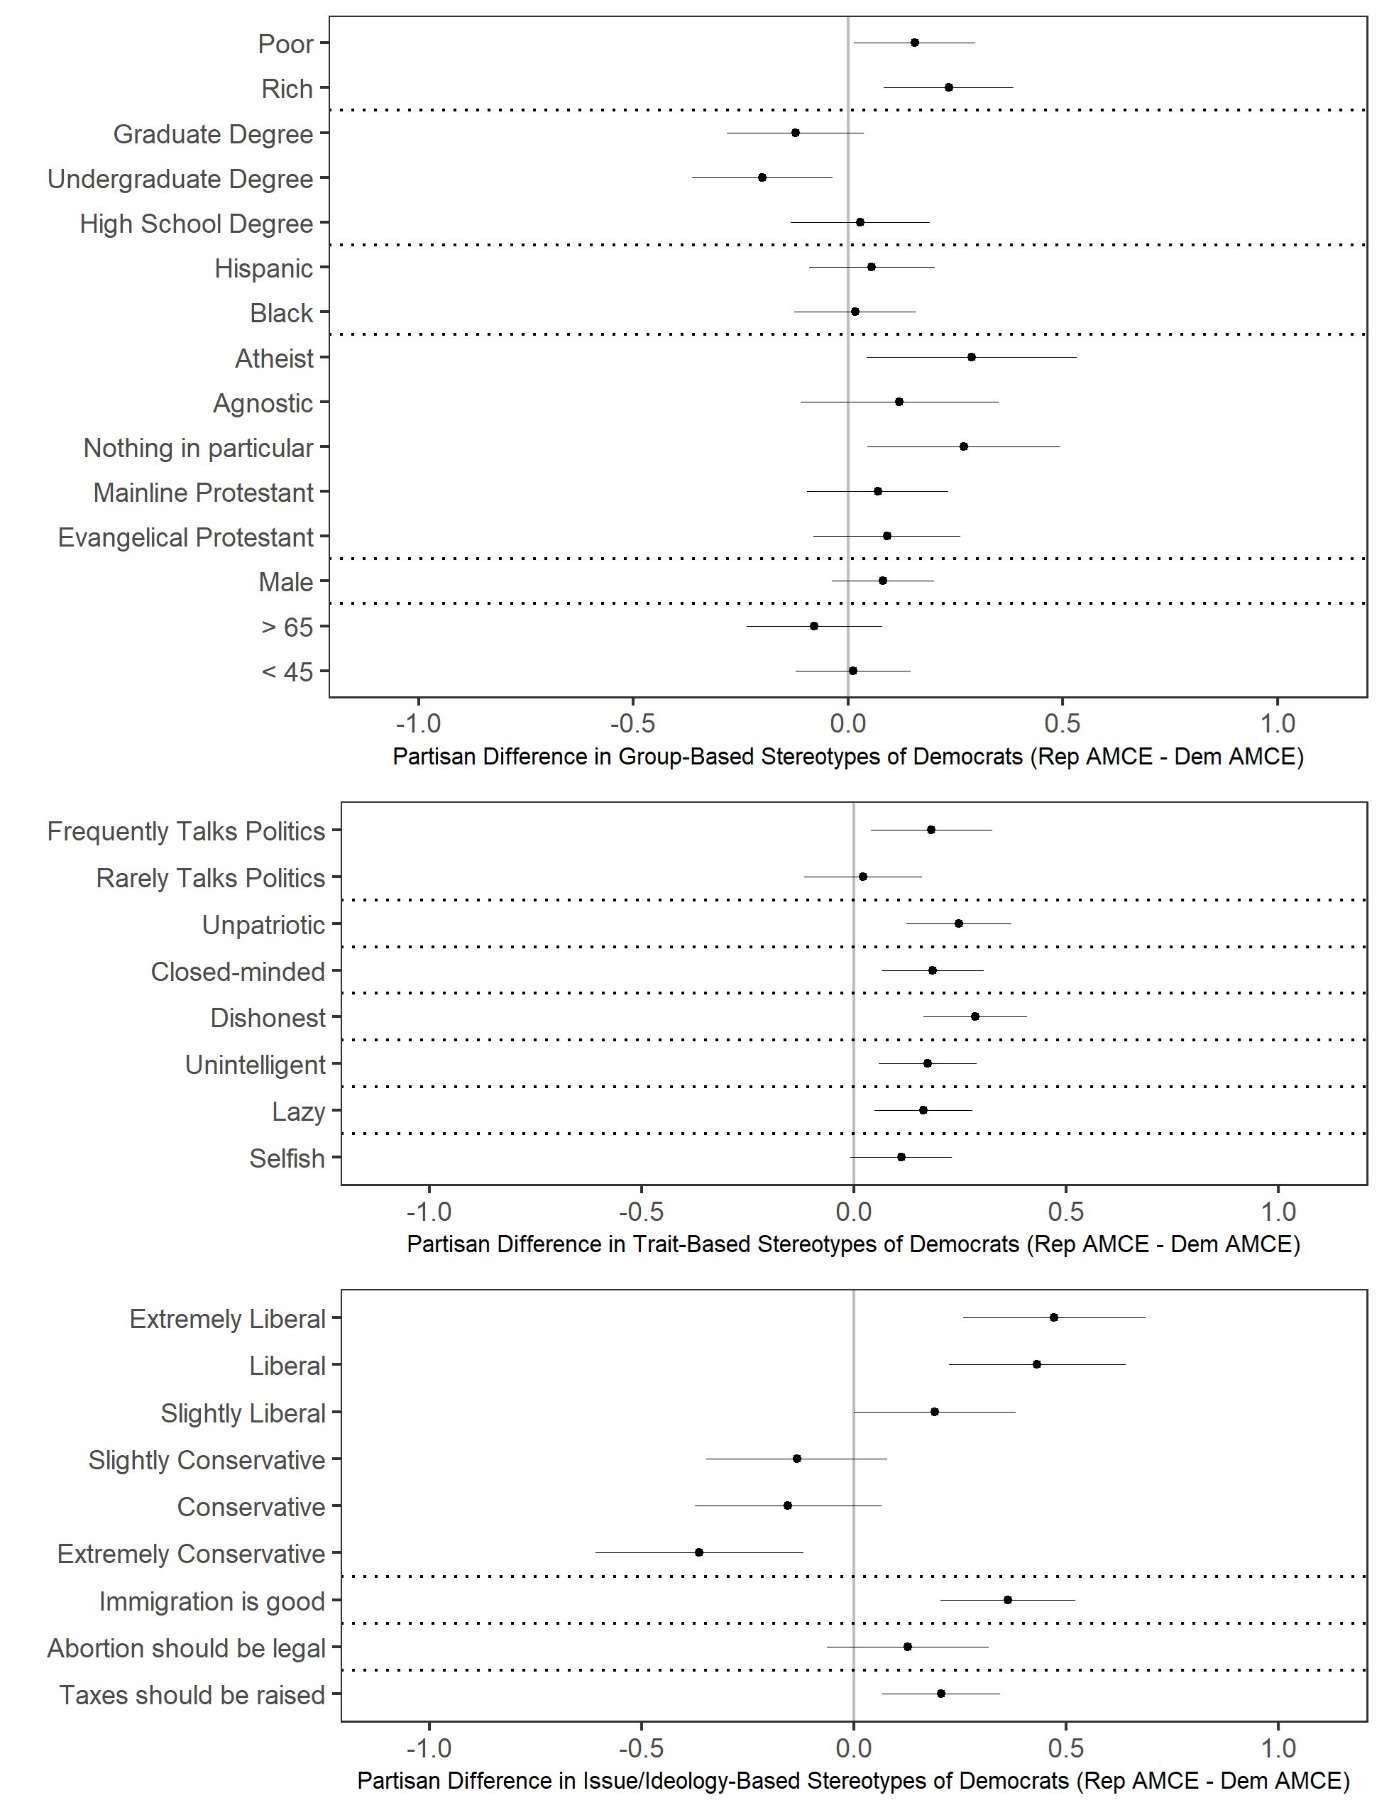 Poor
Rich
Graduate Degree
Undergraduate Degree
High School Degree
Hispanic
Black
Atheist
Agnostic
Nothing in particular
Mainline Protestant
Evangelical Protestant
Male
> 65
< 45
-1.0 -0.5 0.0 0.5 1.0
Partisan Difference in Group-Based Stereotypes of Democrats (Rep AMCE - Dem AMCE)
Frequently Talks Politics
Rarely Talks Politics
Unpatriotic
Closed-minded
Dishonest
Unintelligent
Lazy
Selfish
-1.0 -0.5 0.0 0.5 1.0
Partisan Difference in Trait-Based Stereotypes of Democrats (Rep AMCE - Dem AMCE)
Extremely Liberal
Liberal
Slightly Liberal
Slightly Conservative
Conservative
Extremely Conservative
Immigration is good
Abortion should be legal
Taxes should be raised
-1.0 -0.5 0.0 0.5 1.0
Partisan Difference in Issue/Ideology-Based Stereotypes of Democrats (Rep AMCE - Dem AMCE)